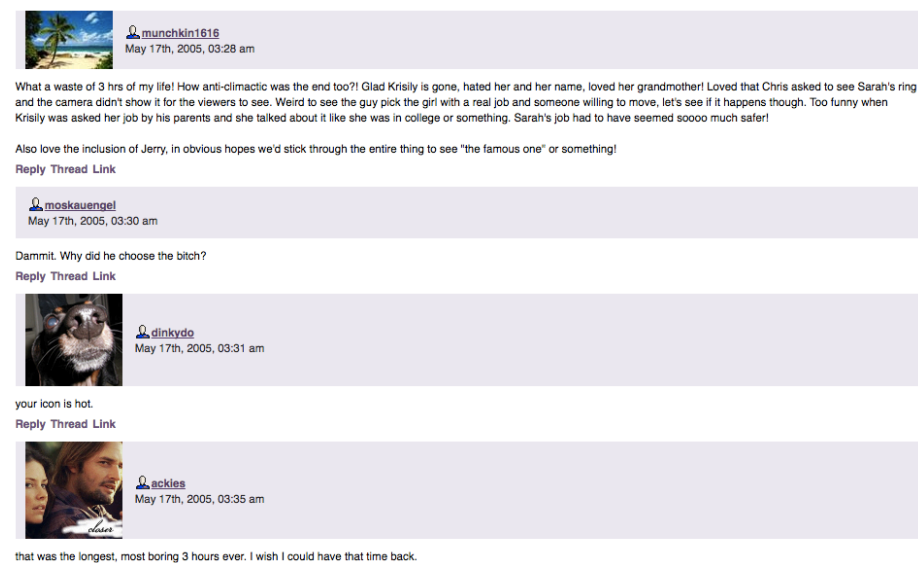 munchkin1616
May 17th, 2005, 03:28 am
What a waste of 3 hrs of my life! How anti-climactic was the end too?! Glad Krisily is gone, hated her and her name, loved her grandmother! Loved that Chris asked to see Sarah's ring
and the camera didn't show it for the viewers to see. Weird to see the guy pick the girl with a real job and someone willing to move, let's see if it happens though. Too funny when
Krisily was asked her job by his parents and she talked about it like she was in college or something. Sarah's job had to have seemed soooo much safer!
Also love the inclusion of Jerry, in obvious hopes we'd stick through the entire thing to see "the famous one" or something!
Reply Thread Link
moskauengel
May 17th, 2005, 03:30 am
Dammit. Why did he choose the bitch?
Reply Thread Link
dinkydo
May 17th, 2005, 03:31 am
your icon is hot.
Reply Thread Link
ackies
May 17th, 2005, 03:35 am
closer
that was the longest, most boring 3 hours ever. I wish I could have that time back.